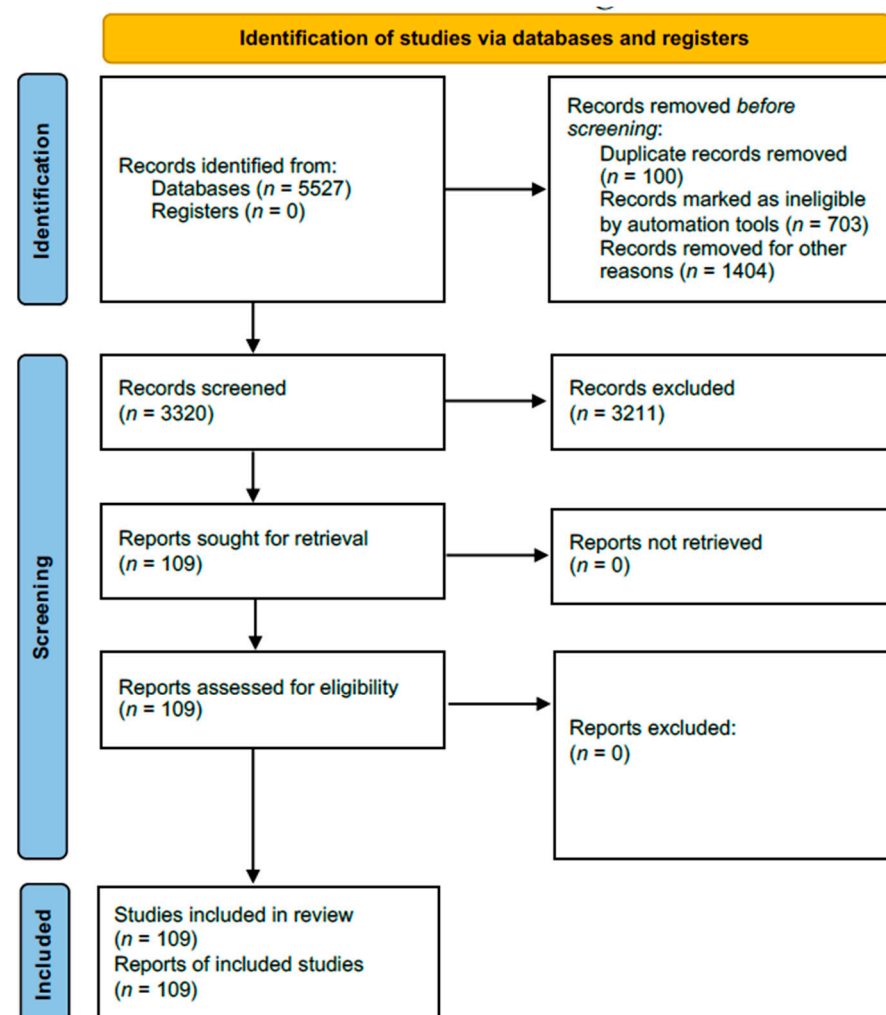 Identification of studies via databases and registers
Identification
Records identified from:
Databases (n = 5527)
Registers (n = 0)
Records removed before
screening:
Duplicate records removed
(n = 100)
Records marked as ineligible
by automation tools (n = 703)
Records removed for other
reasons (n = 1404)
Screening
Records screened
(n = 3320)
Records excluded
(n = 3211)
Reports sought for retrieval
(n = 109)
Reports not retrieved
(n = 0)
Reports assessed for eligibility
(n = 109)
Reports excluded:
(n = 0)
Included
Studies included in review
(n = 109)
Reports of included studies
(n = 109)